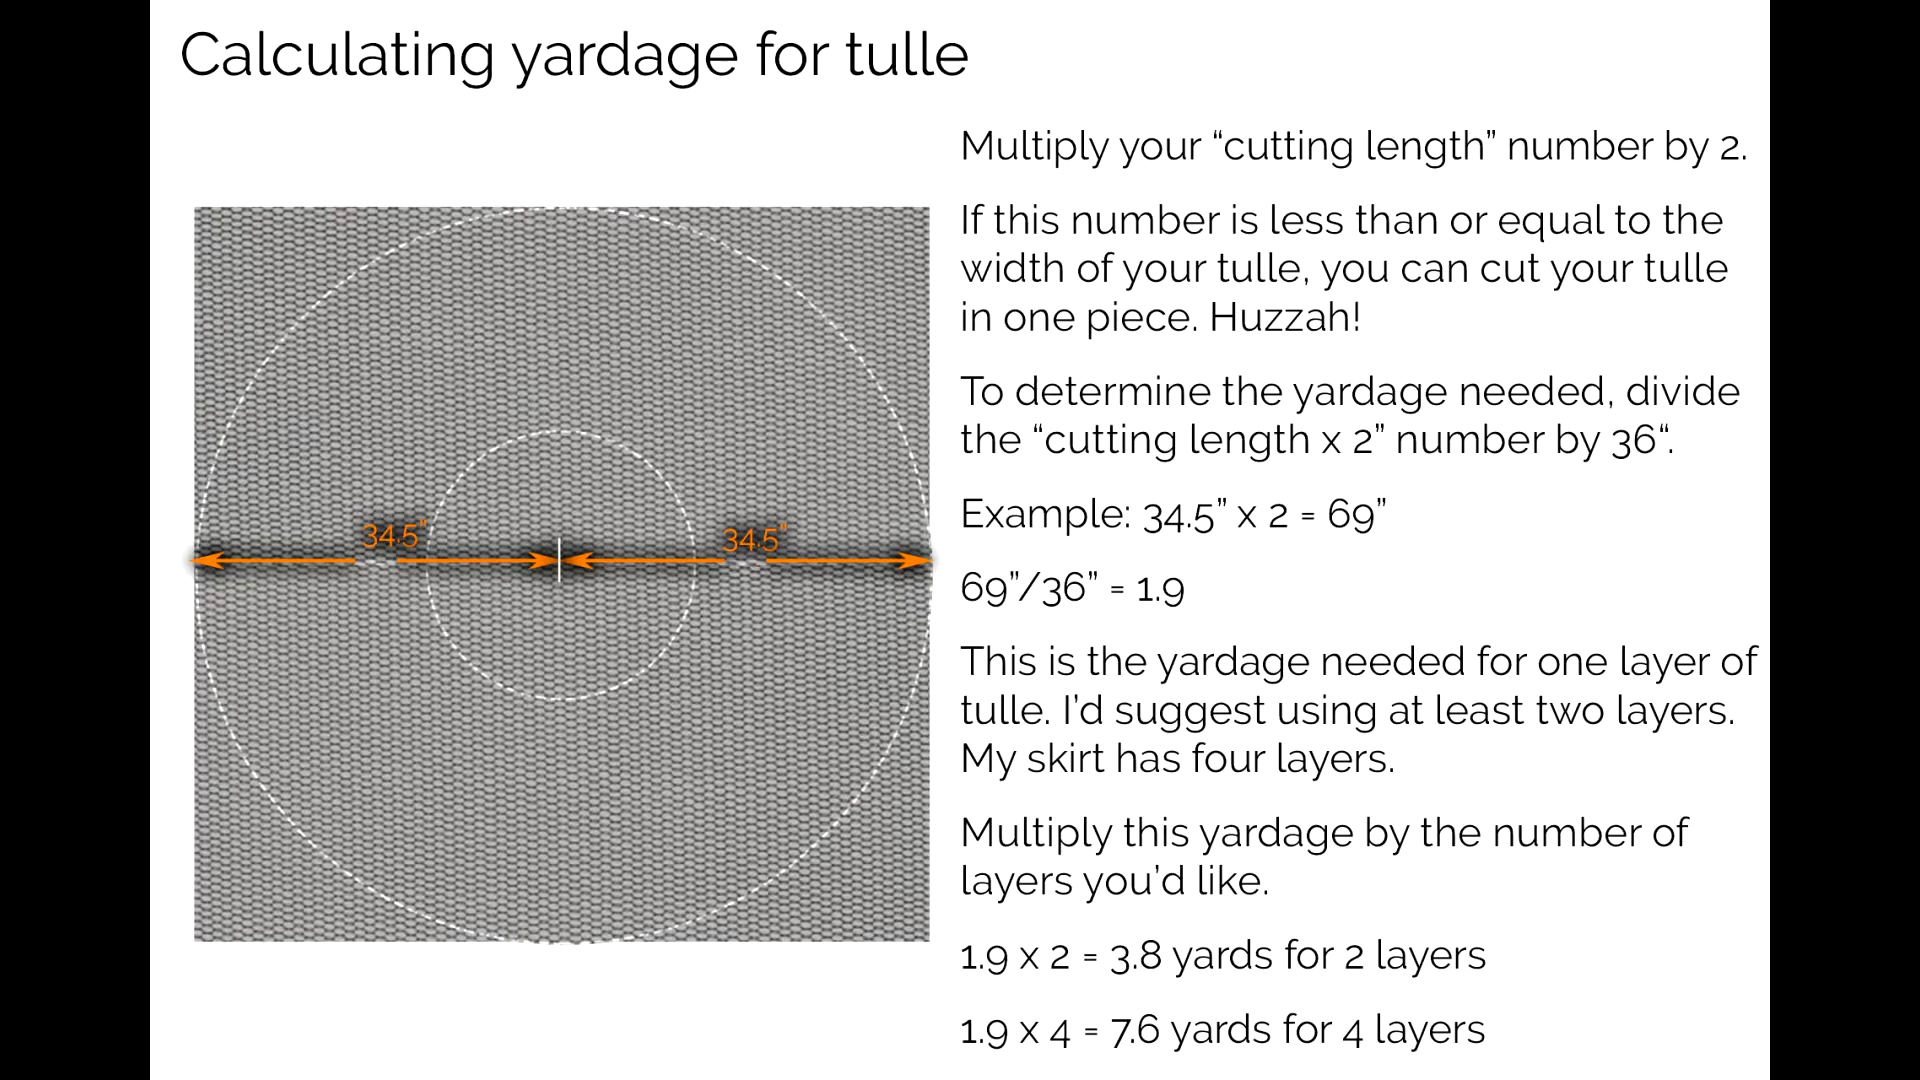 Calculating yardage for tulle
Multiply your “cutting length” number by 2.
If this number is less than or equal to the
width of your tulle, you can cut your tulle
in one piece. Huzzah!
To determine the yardage needed, divide
the “cutting length x 2” number by 36“.
Example: 34.5” x 2 = 69”
69”/36” = 1.9
This is the yardage needed for one layer of
tulle. I’d suggest using at least two layers.
My skirt has four layers.
Multiply this yardage by the number of
layers you’d like.
1.9 x 2 = 3.8 yards for 2 layers
1.9 x 4 = 7.6 yards for 4 layers
34.5”
34.5”